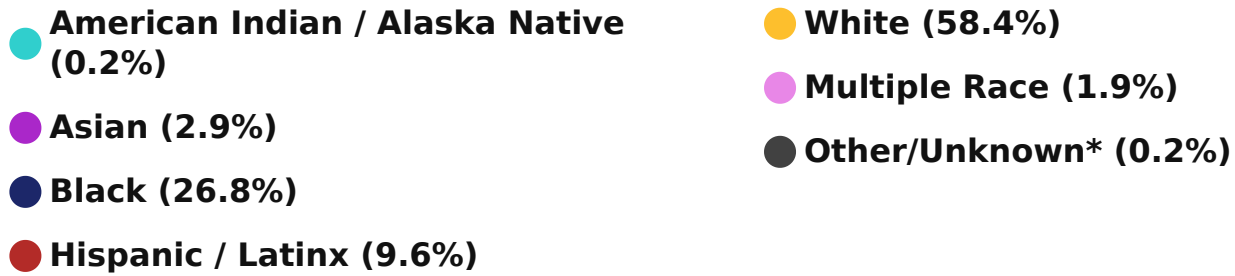 American Indian / Alaska Native
(0.2%)
Asian (2.9%)
Black (26.8%)
Hispanic / Latinx (9.6%)
White (58.4%)
Multiple Race (1.9%)
Other/Unknown* (0.2%)